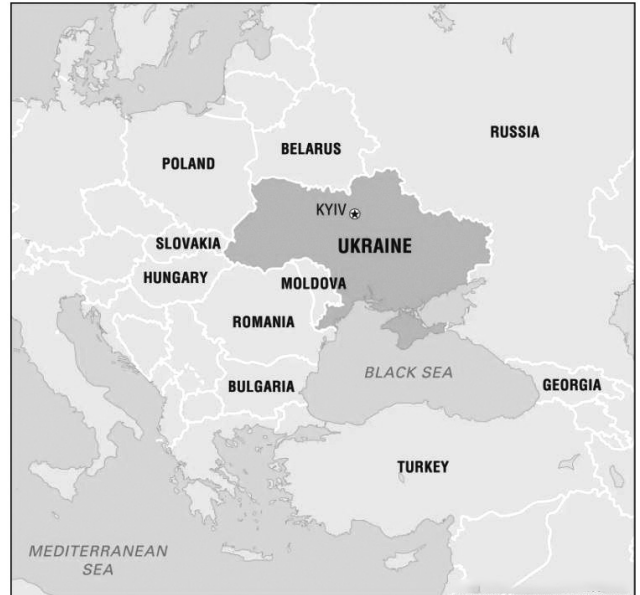 RUSSIA
BELARUS
POLAND
KYIV
UKRAINE
SLOVAKIA
HUNGARY
MOLDOVA
ROMANIA
BLACK SEA
BULGARIA
GEORGIA
TURKEY
MEDITERRANEAN
SEA